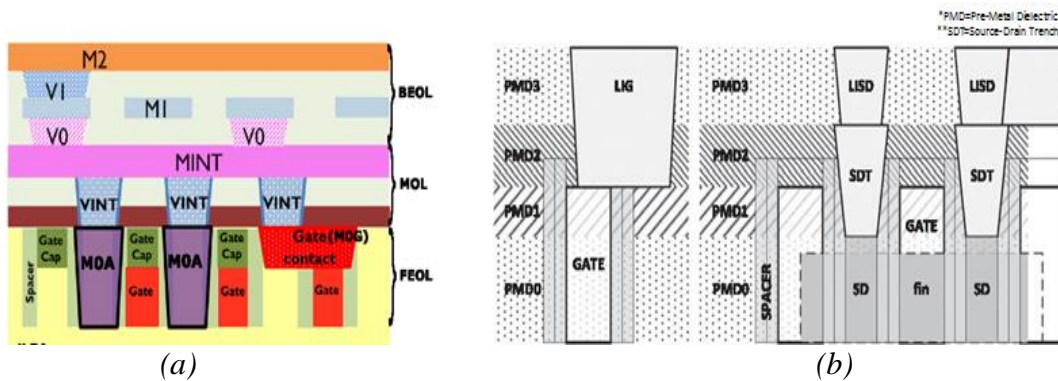 *PMD=Pre-Metal Dielectric
**SDT=Source-Drain Trench
M2
V1
M1
V0 V0
MINT
VINT VINT VINT
Gate Cap Gate Cap Gate Cap
Gate(M0G) contact
M0A M0A
Spacer
Gate Gate Gate
BEOL
MOL
FEOL
(a)
PMD3 LIG PMD3 LISD LISD
PMD2 PMD2
SDT SDT
PMD1 PMD1
GATE
GATE
PMD0 PMD0 SPACER SD fin SD
(b)